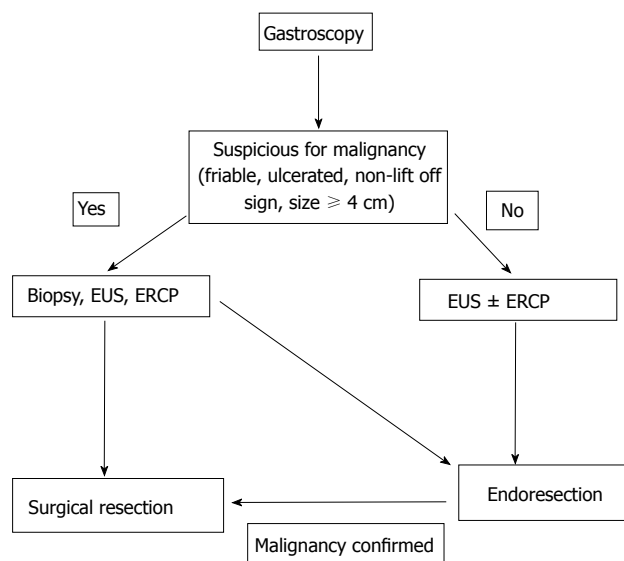 Gastroscopy
Suspicious for malignancy
(friable, ulcerated, non-lift off
sign, size ⩾ 4 cm)
Yes
No
Biopsy, EUS, ERCP
EUS ± ERCP
Surgical resection
Endoresection
Malignancy confirmed